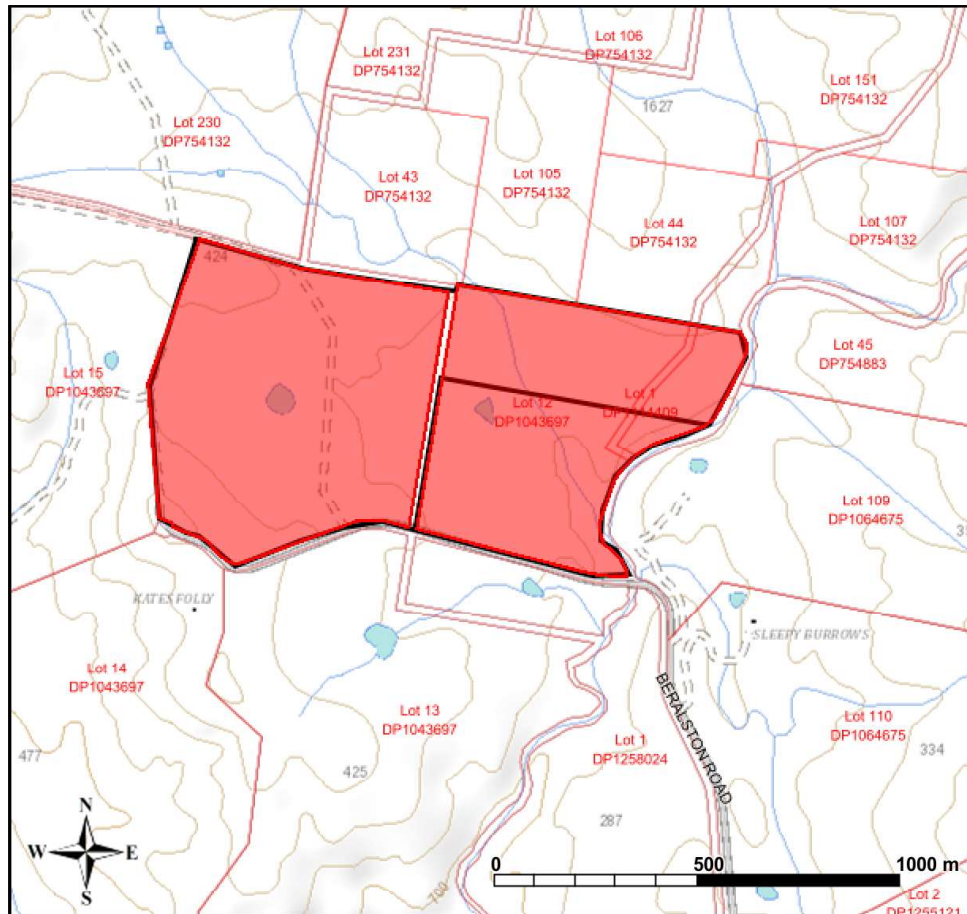 Lot 106
DP754132
Lot 231
DP754132
Lot 151
DP754132
1627
Lot 230
DP754132
Lot 43
DP754132
Lot 105
DP754132
Lot 44
DP754132
Lot 107
DP754132
424
Lot 15
DP1043697
Lot 45
DP754883
Lot 12
DP1043697
Lot 1
Lot 109
DP1064675
KATES FOLLY
SLEEPY BURROWS
Lot 14
DP1043697
Lot 13
DP1043697
BERALSTON ROAD
Lot 1
DP1258024
Lot 110
DP1064675
334
477
425
287
700
N
W E
S
0 500 1000 m
Lot 2
DP1255121